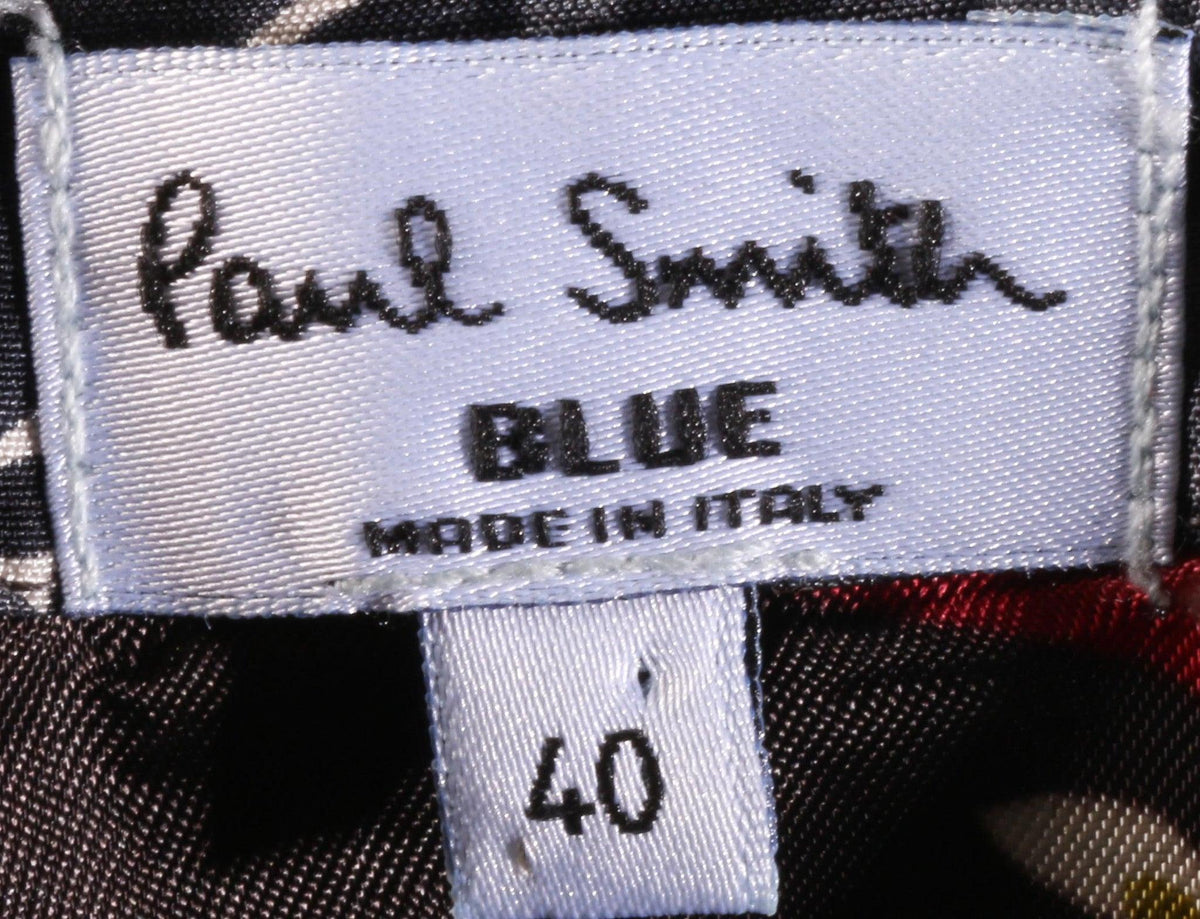 Paul Smith
BLUE
MADE IN ITALY
40